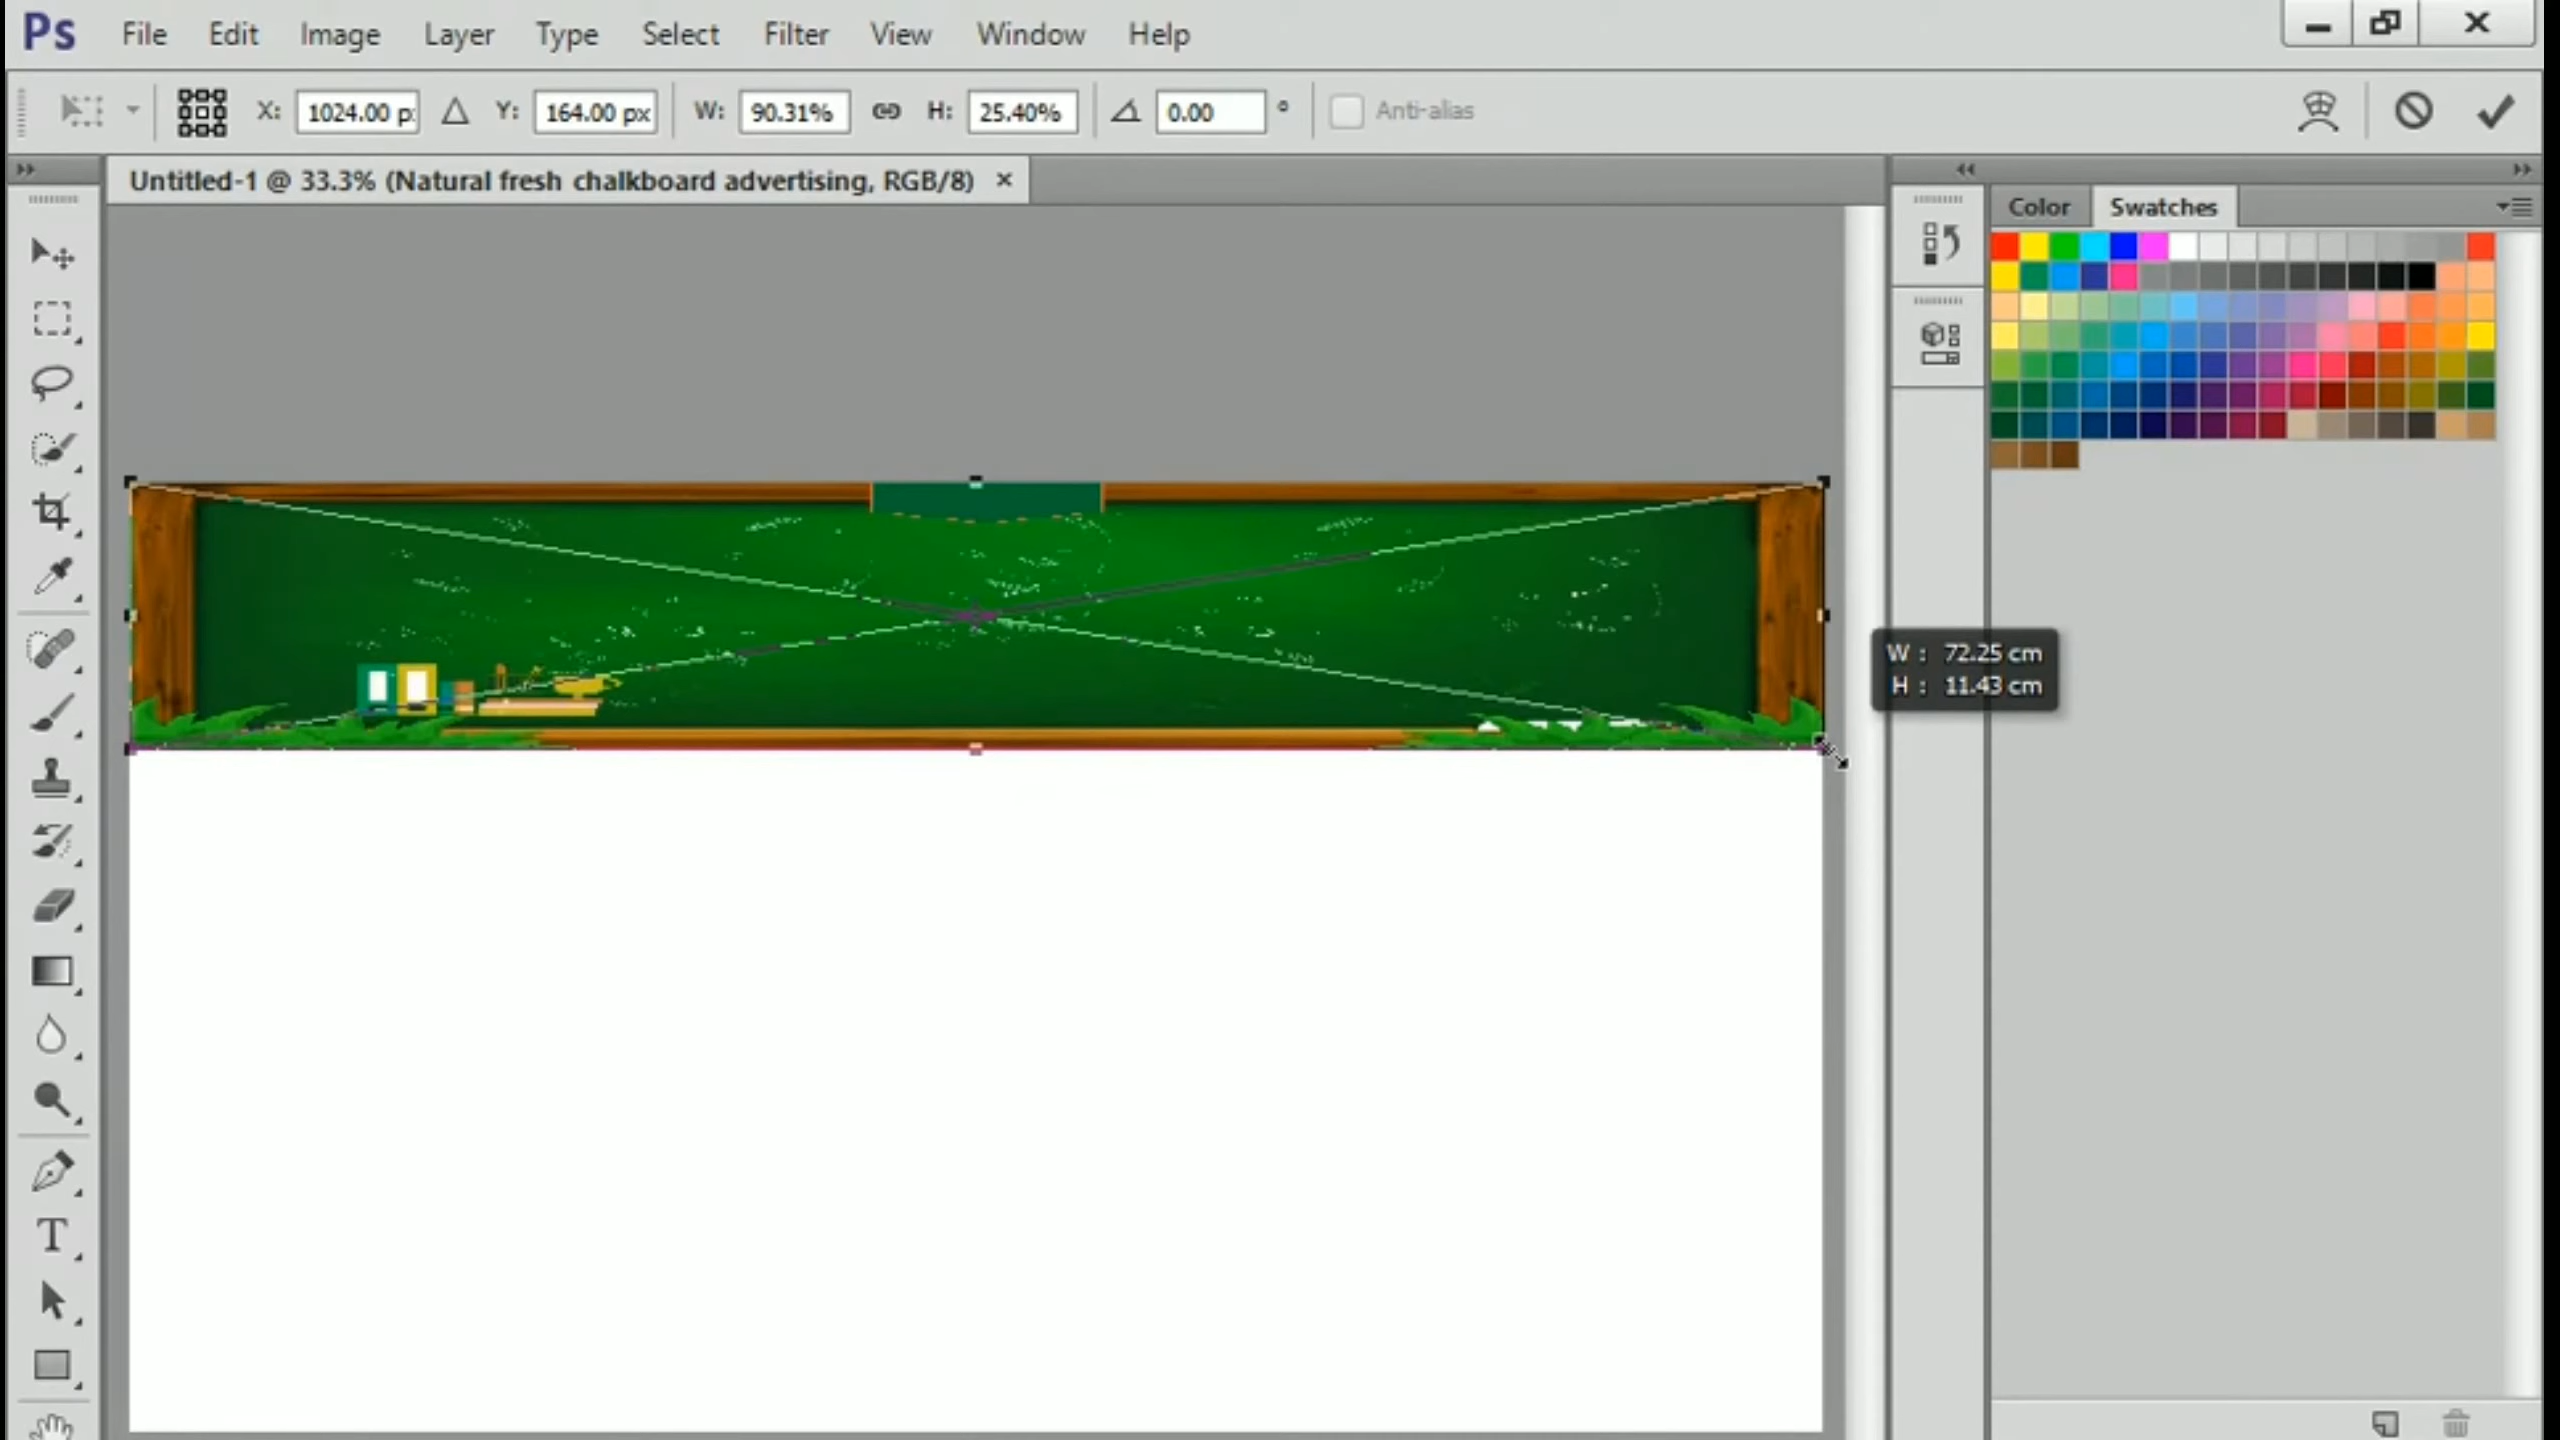 Ps File Edit Image Layer Type Select Filter View Window Help
X: 1024.00 p Y: 164.00 px W: 90.31% H: 25.40% 0.00 ° Anti-alias
Untitled-1 @ 33.3% (Natural fresh chalkboard advertising, RGB/8) ×
Color Swatches
W : 72.25 cm
H : 11.43 cm
T